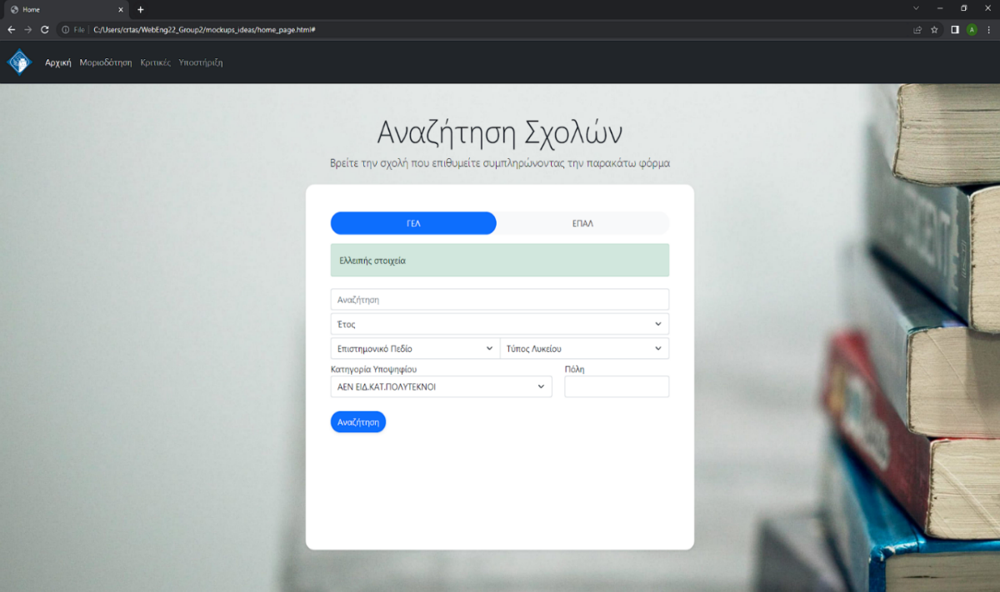 Home
File
C:/Users/crtas/WebEng22_Group2/mockups_ideas/home_page.html#
A
Αρχική Μοριοδότηση Κριτικές Υποστήριξη
Αναζήτηση Σχολών
Βρείτε την σχολή που επιθυμείτε συμπληρώνοντας την παρακάτω φόρμα
ΓΕΛ ΕΠΑΛ
Ελλειπής στοιχεία
Αναζήτηση
Έτος
Επιστημονικό Πεδίο Τύπος Λυκείου
Κατηγορία Υποψηφίου Πόλη
ΑΕΝ ΕΙΔ.ΚΑΤ.ΠΟΛΥΤΕΚΝΟΙ
Αναζήτηση